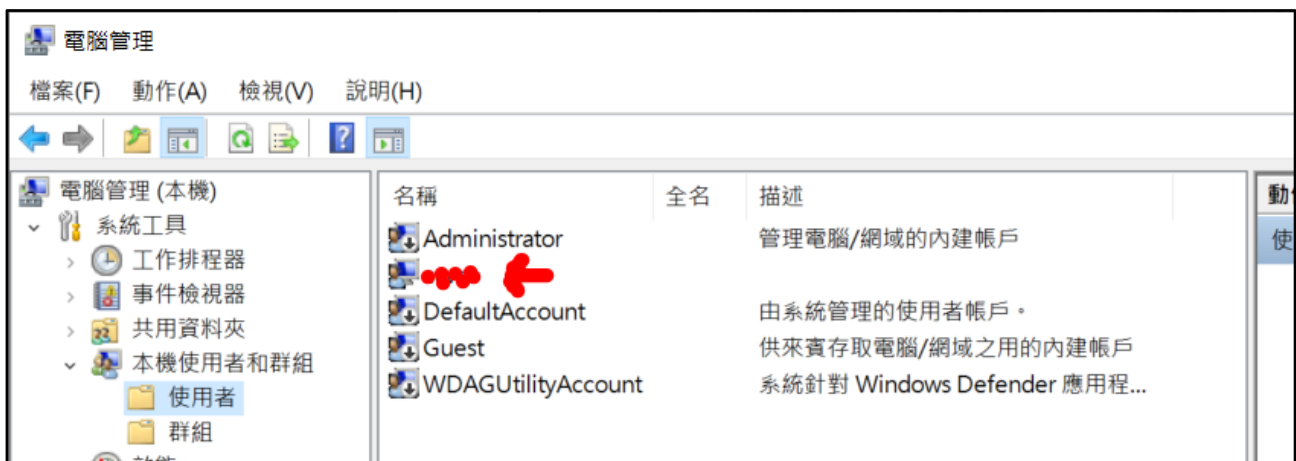 電腦管理
檔案(F) 動作(A) 檢視(V) 說明(H)
電腦管理 (本機)
系統工具
工作排程器
事件檢視器
共用資料夾
本機使用者和群組
使用者
群組
名稱 全名 描述
Administrator 管理電腦/網域的內建帳戶
DefaultAccount 由系統管理的使用者帳戶。
Guest 供來賓存取電腦/網域之用的內建帳戶
WDAGUtilityAccount 系統針對 Windows Defender 應用程...
使